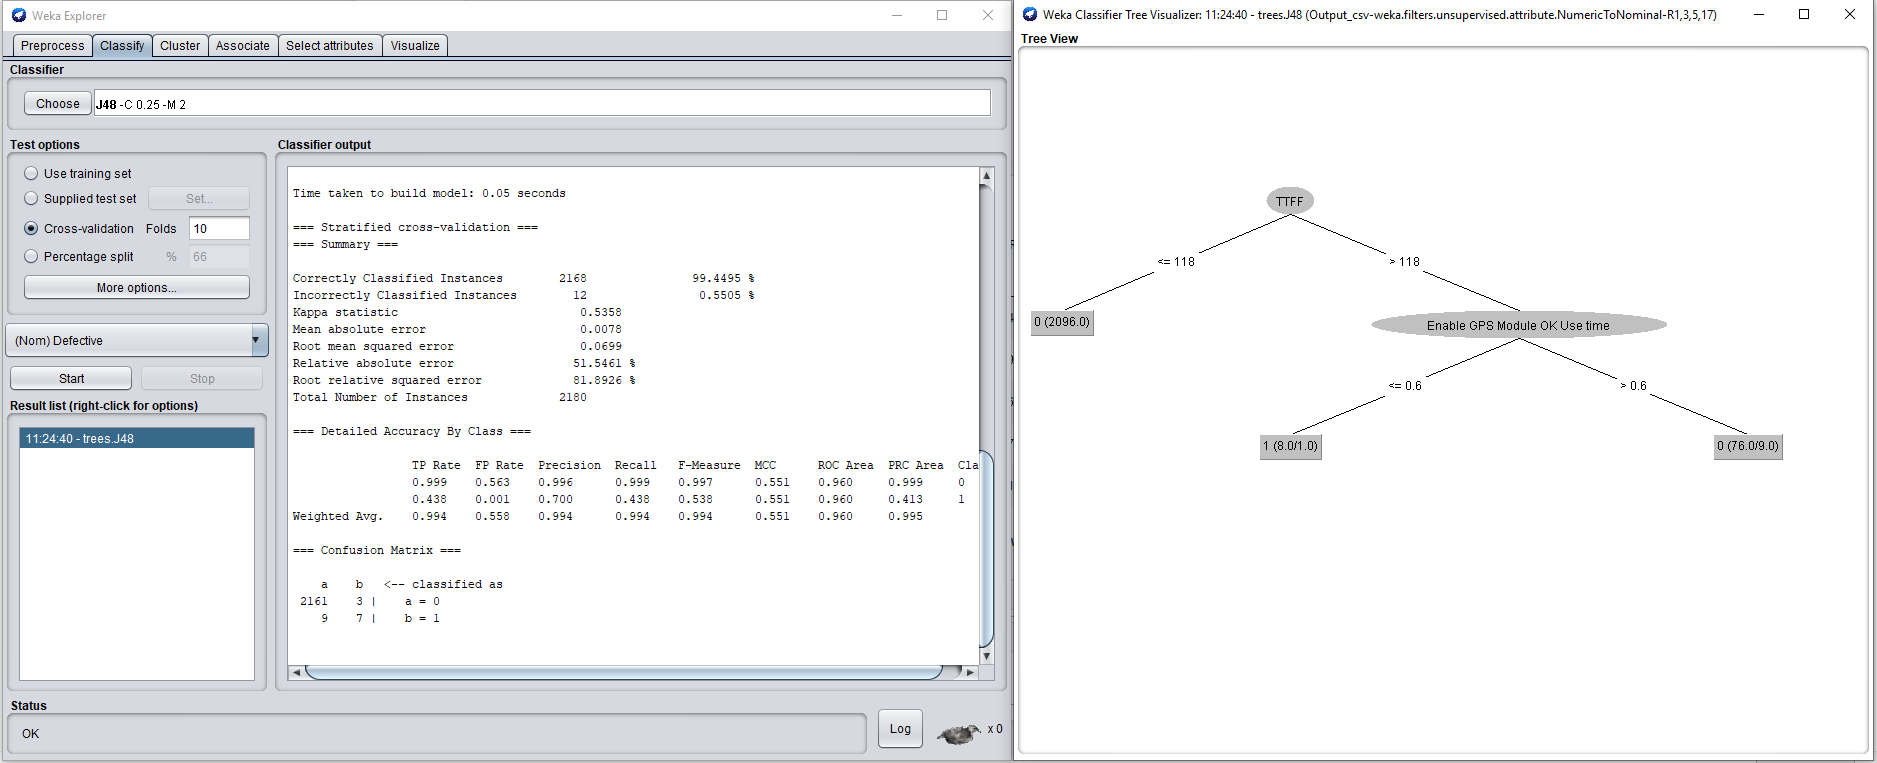 Weka Explorer
Preprocess Classify Cluster Associate Select attributes Visualize
Classifier
Choose J48 -C 0.25 -M 2
Test options
Use training set
Supplied test set Set...
Cross-validation Folds 10
Percentage split % 66
More options...
(Nom) Defective
Start Stop
Result list (right-click for options)
11:24:40 - trees.J48
Classifier output
Time taken to build model: 0.05 seconds
=== Stratified cross-validation ===
=== Summary ===
Correctly Classified Instances 2168 99.4495 %
Incorrectly Classified Instances 12 0.5505 %
Kappa statistic 0.5358
Mean absolute error 0.0078
Root mean squared error 0.0699
Relative absolute error 51.5461 %
Root relative squared error 81.8926 %
Total Number of Instances 2180
=== Detailed Accuracy By Class ===
TP Rate FP Rate Precision Recall F-Measure MCC ROC Area PRC Area Cla
0.999 0.563 0.996 0.999 0.997 0.551 0.960 0.999 0
0.438 0.001 0.700 0.438 0.538 0.551 0.960 0.413 1
Weighted Avg. 0.994 0.558 0.994 0.994 0.994 0.551 0.960 0.995
=== Confusion Matrix ===
a b <-- classified as
2161 3 | a = 0
9 7 | b = 1
Status
OK
Log
x 0
Weka Classifier Tree Visualizer: 11:24:40 - trees.J48 (Output_csv-weka.filters.unsupervised.attribute.NumericToNominal-R1,3,5,17)
Tree View
TTFF
<= 118
> 118
0 (2096.0)
Enable GPS Module OK Use time
<= 0.6
> 0.6
1 (8.0/1.0)
0 (76.0/9.0)